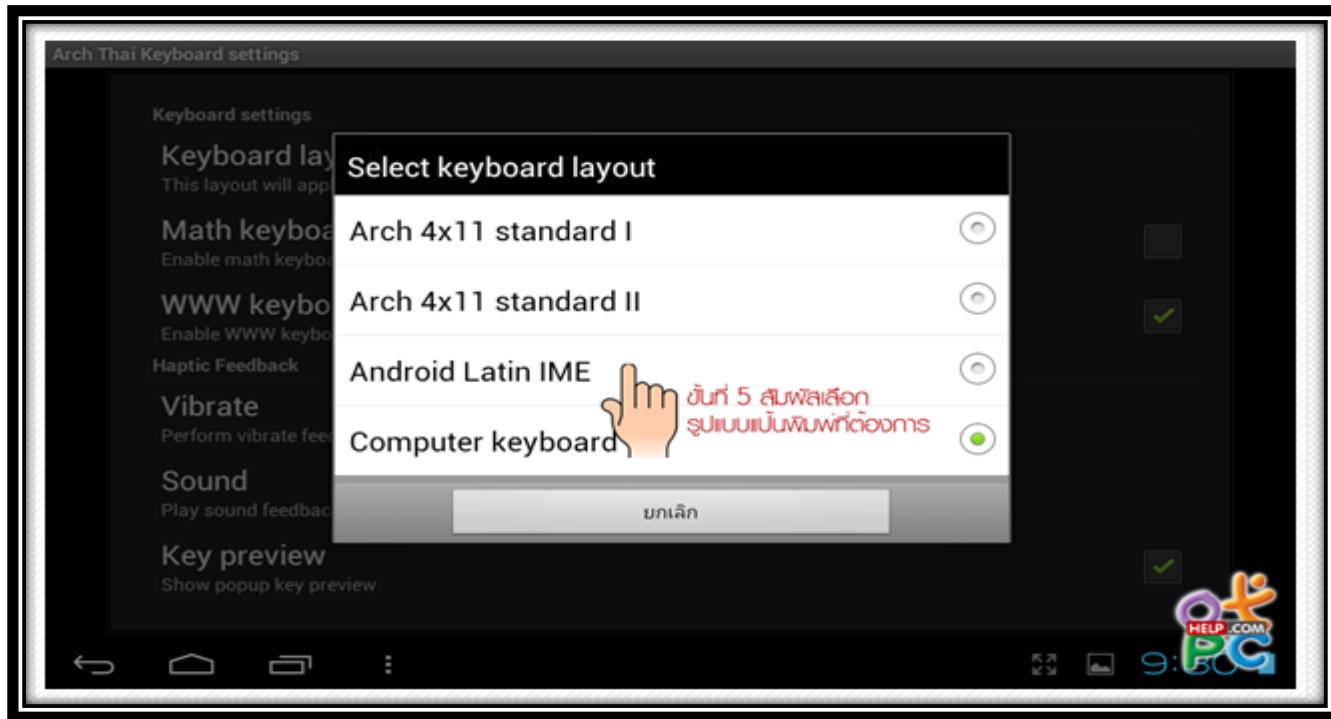 Arch Thai Keyboard settings
Keyboard settings
Keyboard lay
This layout will app
Math keyboa
Enable math keyboa
WWW keybo
Enable WWW keybo
Haptic Feedback
Vibrate
Perform vibrate fee
Sound
Play sound feedbac
Key preview
Show popup key preview
Select keyboard layout
Arch 4x11 standard I
Arch 4x11 standard II
Android Latin IME
Computer keyboard
ขั้นที่ 5 สัมผัสเลือก
รูปแบบแป้นพิมพ์ที่ต้องการ
ยกเลิก
HELP.COM
PC